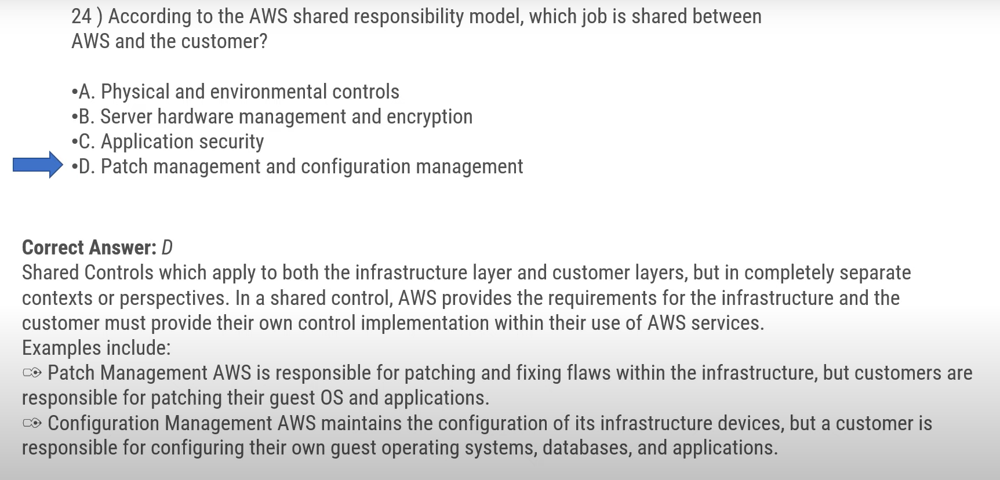 24 ) According to the AWS shared responsibility model, which job is shared between
AWS and the customer?
•A. Physical and environmental controls
•B. Server hardware management and encryption
•C. Application security
•D. Patch management and configuration management
Correct Answer: D
Shared Controls which apply to both the infrastructure layer and customer layers, but in completely separate
contexts or perspectives. In a shared control, AWS provides the requirements for the infrastructure and the
customer must provide their own control implementation within their use of AWS services.
Examples include:
Patch Management AWS is responsible for patching and fixing flaws within the infrastructure, but customers are
responsible for patching their guest OS and applications.
Configuration Management AWS maintains the configuration of its infrastructure devices, but a customer is
responsible for configuring their own guest operating systems, databases, and applications.